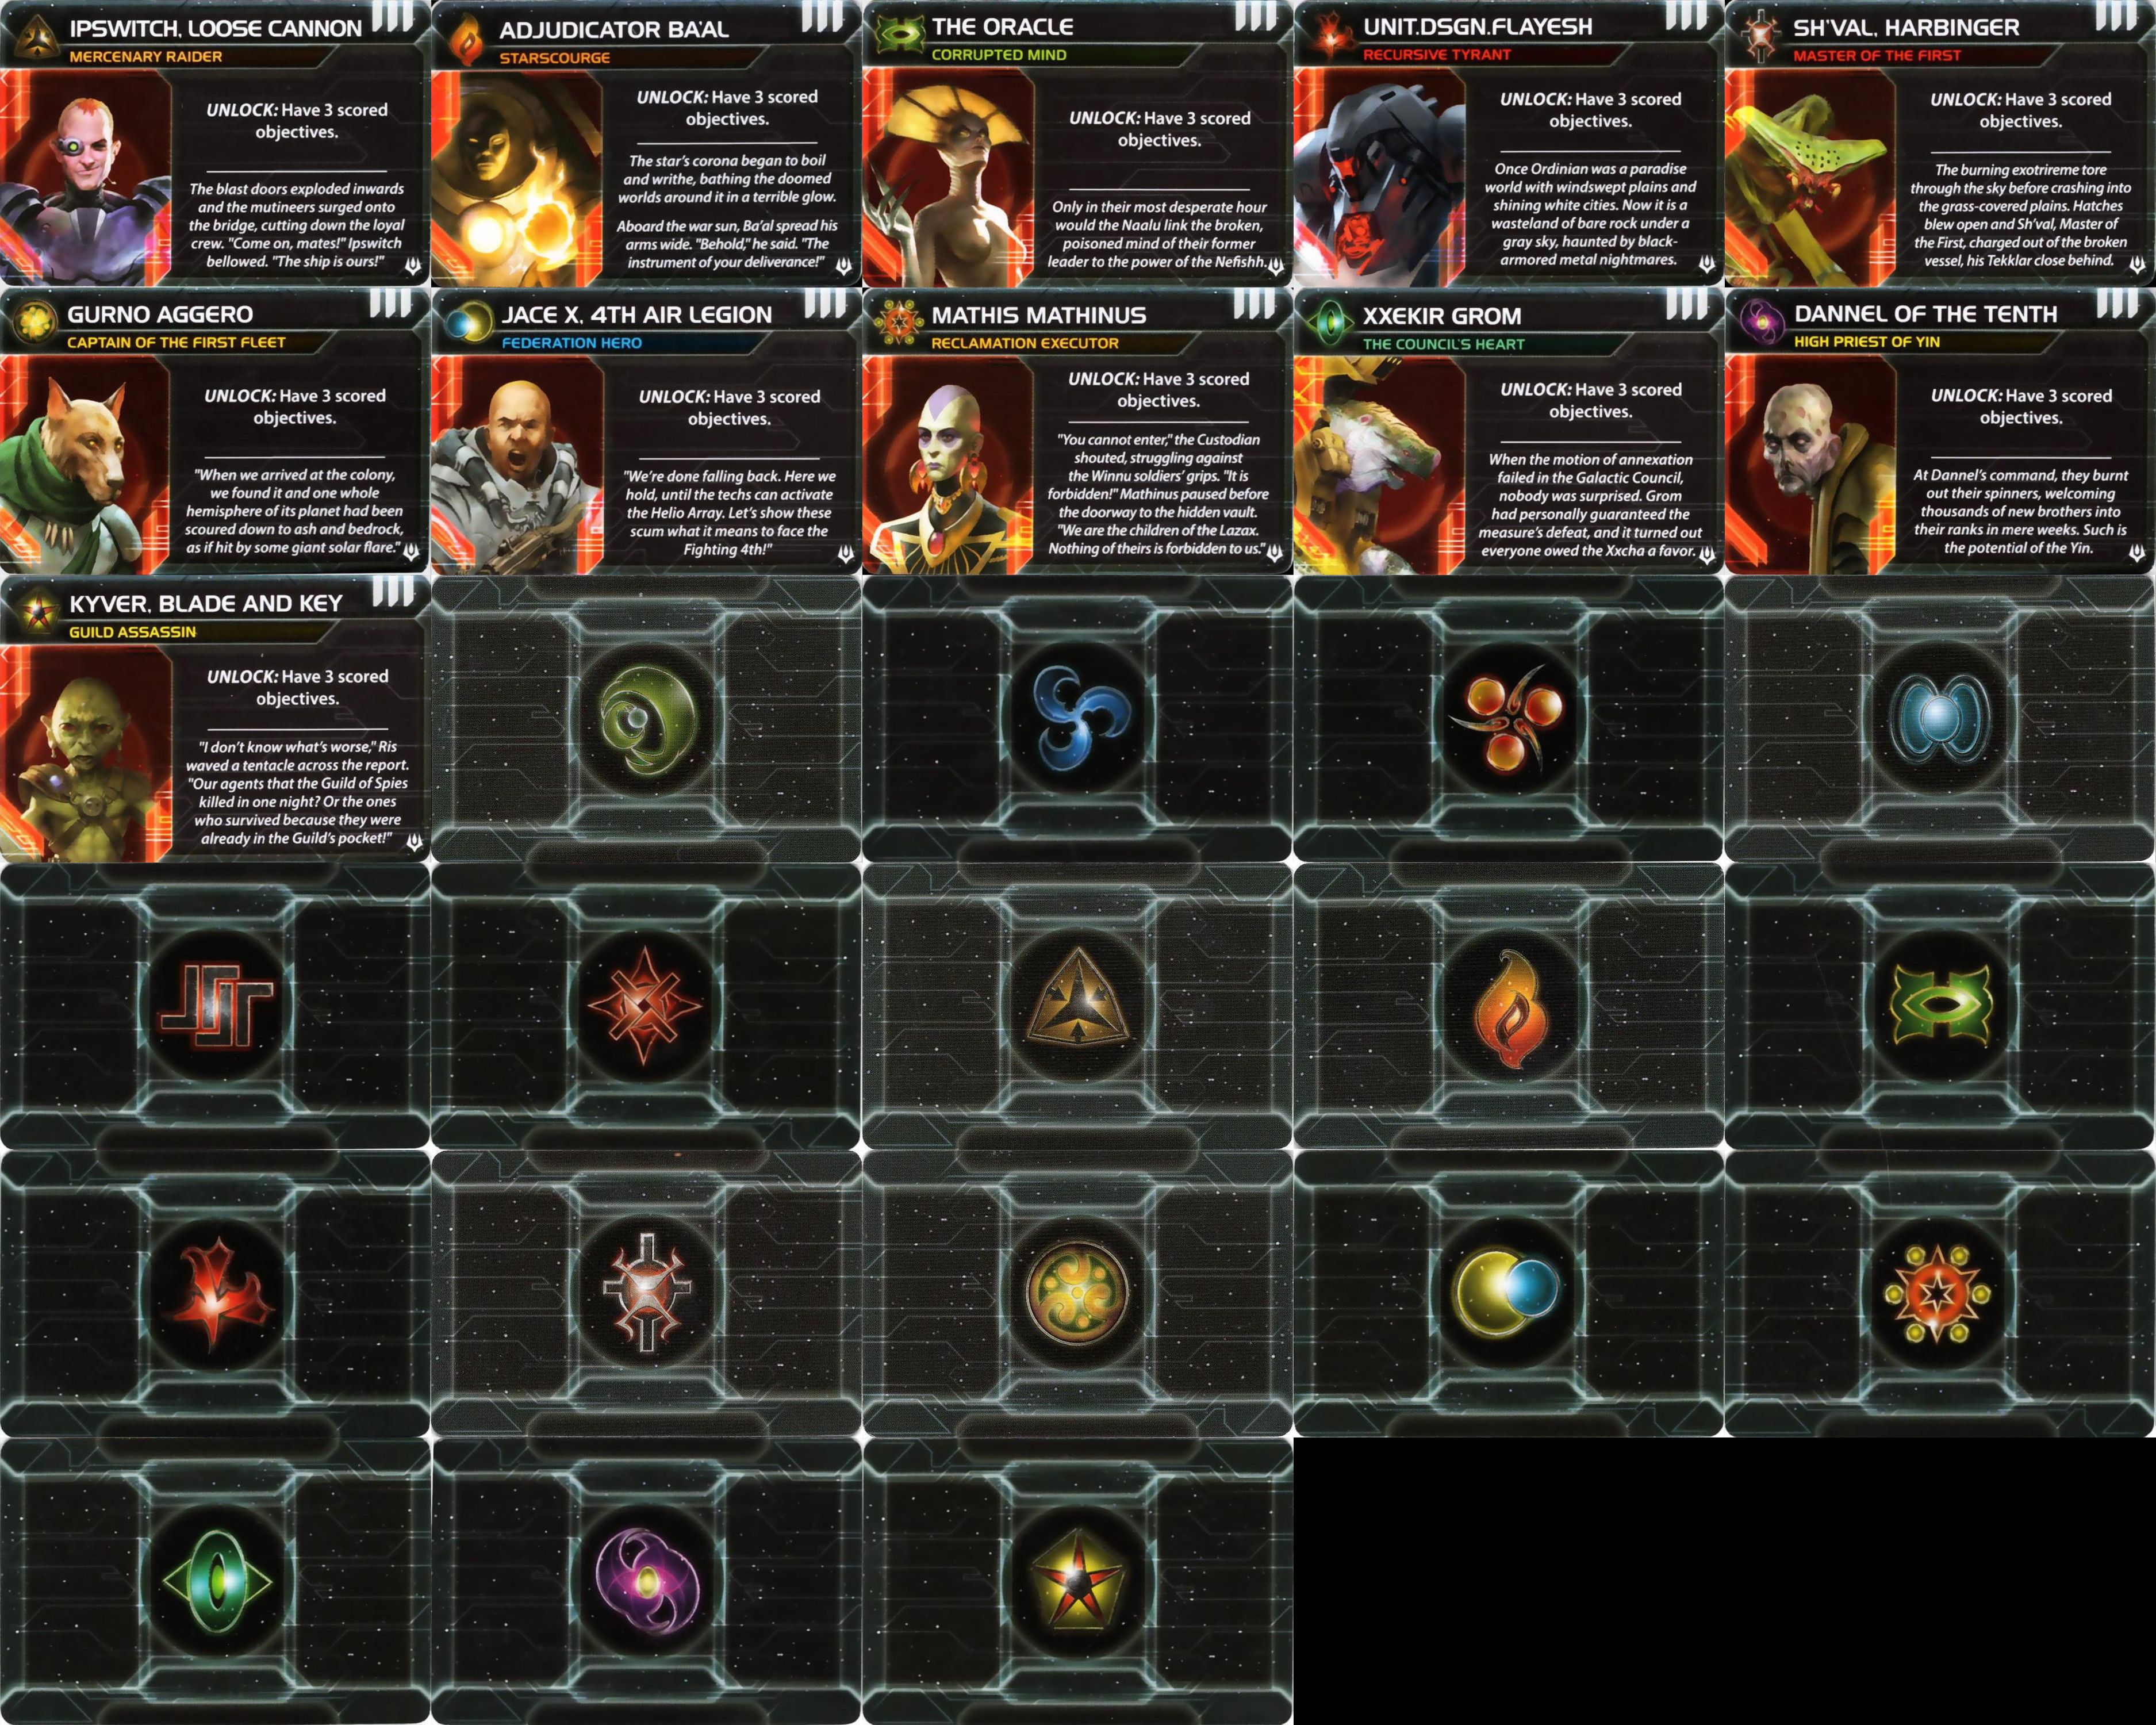 IPSWITCH, LOOSE CANNON
MERCENARY RAIDER
UNLOCK: Have 3 scored
objectives.
The blast doors exploded inwards
and the mutineers surged onto
the bridge, cutting down the loyal
crew. "Come on, mates!" Ipswitch
bellowed. "The ship is ours!"
ADJUDICATOR BA'AL
STARSCOURGE
UNLOCK: Have 3 scored
objectives.
The star's corona began to boil
and writhe, bathing the doomed
worlds around it in a terrible glow.
Aboard the war sun, Ba'al spread his
arms wide. "Behold," he said. "The
instrument of your deliverance!"
THE ORACLE
CORRUPTED MIND
UNLOCK: Have 3 scored
objectives.
Only in their most desperate hour
would the Naalu link the broken,
poisoned mind of their former
leader to the power of the Nefishh.
UNIT.DSGN.FLAYESH
RECURSIVE TYRANT
UNLOCK: Have 3 scored
objectives.
Once Ordinian was a paradise
world with windswept plains and
shining white cities. Now it is a
wasteland of bare rock under a
gray sky, haunted by black-
armored metal nightmares.
SH'VAL, HARBINGER
MASTER OF THE FIRST
UNLOCK: Have 3 scored
objectives.
The burning exotrireme tore
through the sky before crashing into
the grass-covered plains. Hatches
blew open and Sh'val, Master of
the First, charged out of the broken
vessel, his Tekklar close behind.
GURNO AGGERO
CAPTAIN OF THE FIRST FLEET
UNLOCK: Have 3 scored
objectives.
"When we arrived at the colony,
we found it and one whole
hemisphere of its planet had been
scoured down to ash and bedrock,
as if hit by some giant solar flare."
JACE X, 4TH AIR LEGION
FEDERATION HERO
UNLOCK: Have 3 scored
objectives.
"We're done falling back. Here we
hold, until the techs can activate
the Helio Array. Let's show these
scum what it means to face the
Fighting 4th!"
MATHIS MATHINUS
RECLAMATION EXECUTOR
UNLOCK: Have 3 scored
objectives.
"You cannot enter," the Custodian
shouted, struggling against
the Winnu soldiers' grips. "It is
forbidden!" Mathinus paused before
the doorway to the hidden vault.
"We are the children of the Lazax.
Nothing of theirs is forbidden to us."
XXEKIR GROM
THE COUNCIL'S HEART
UNLOCK: Have 3 scored
objectives.
When the motion of annexation
failed in the Galactic Council,
nobody was surprised. Grom
had personally guaranteed the
measure's defeat, and it turned out
everyone owed the Xxcha a favor.
DANNEL OF THE TENTH
HIGH PRIEST OF YIN
UNLOCK: Have 3 scored
objectives.
At Dannel's command, they burnt
out their spinners, welcoming
thousands of new brothers into
their ranks in mere weeks. Such is
the potential of the Yin.
KYVER, BLADE AND KEY
GUILD ASSASSIN
UNLOCK: Have 3 scored
objectives.
"I don't know what's worse," Ris
waved a tentacle across the report.
"Our agents that the Guild of Spies
killed in one night? Or the ones
who survived because they were
already in the Guild's pocket!"